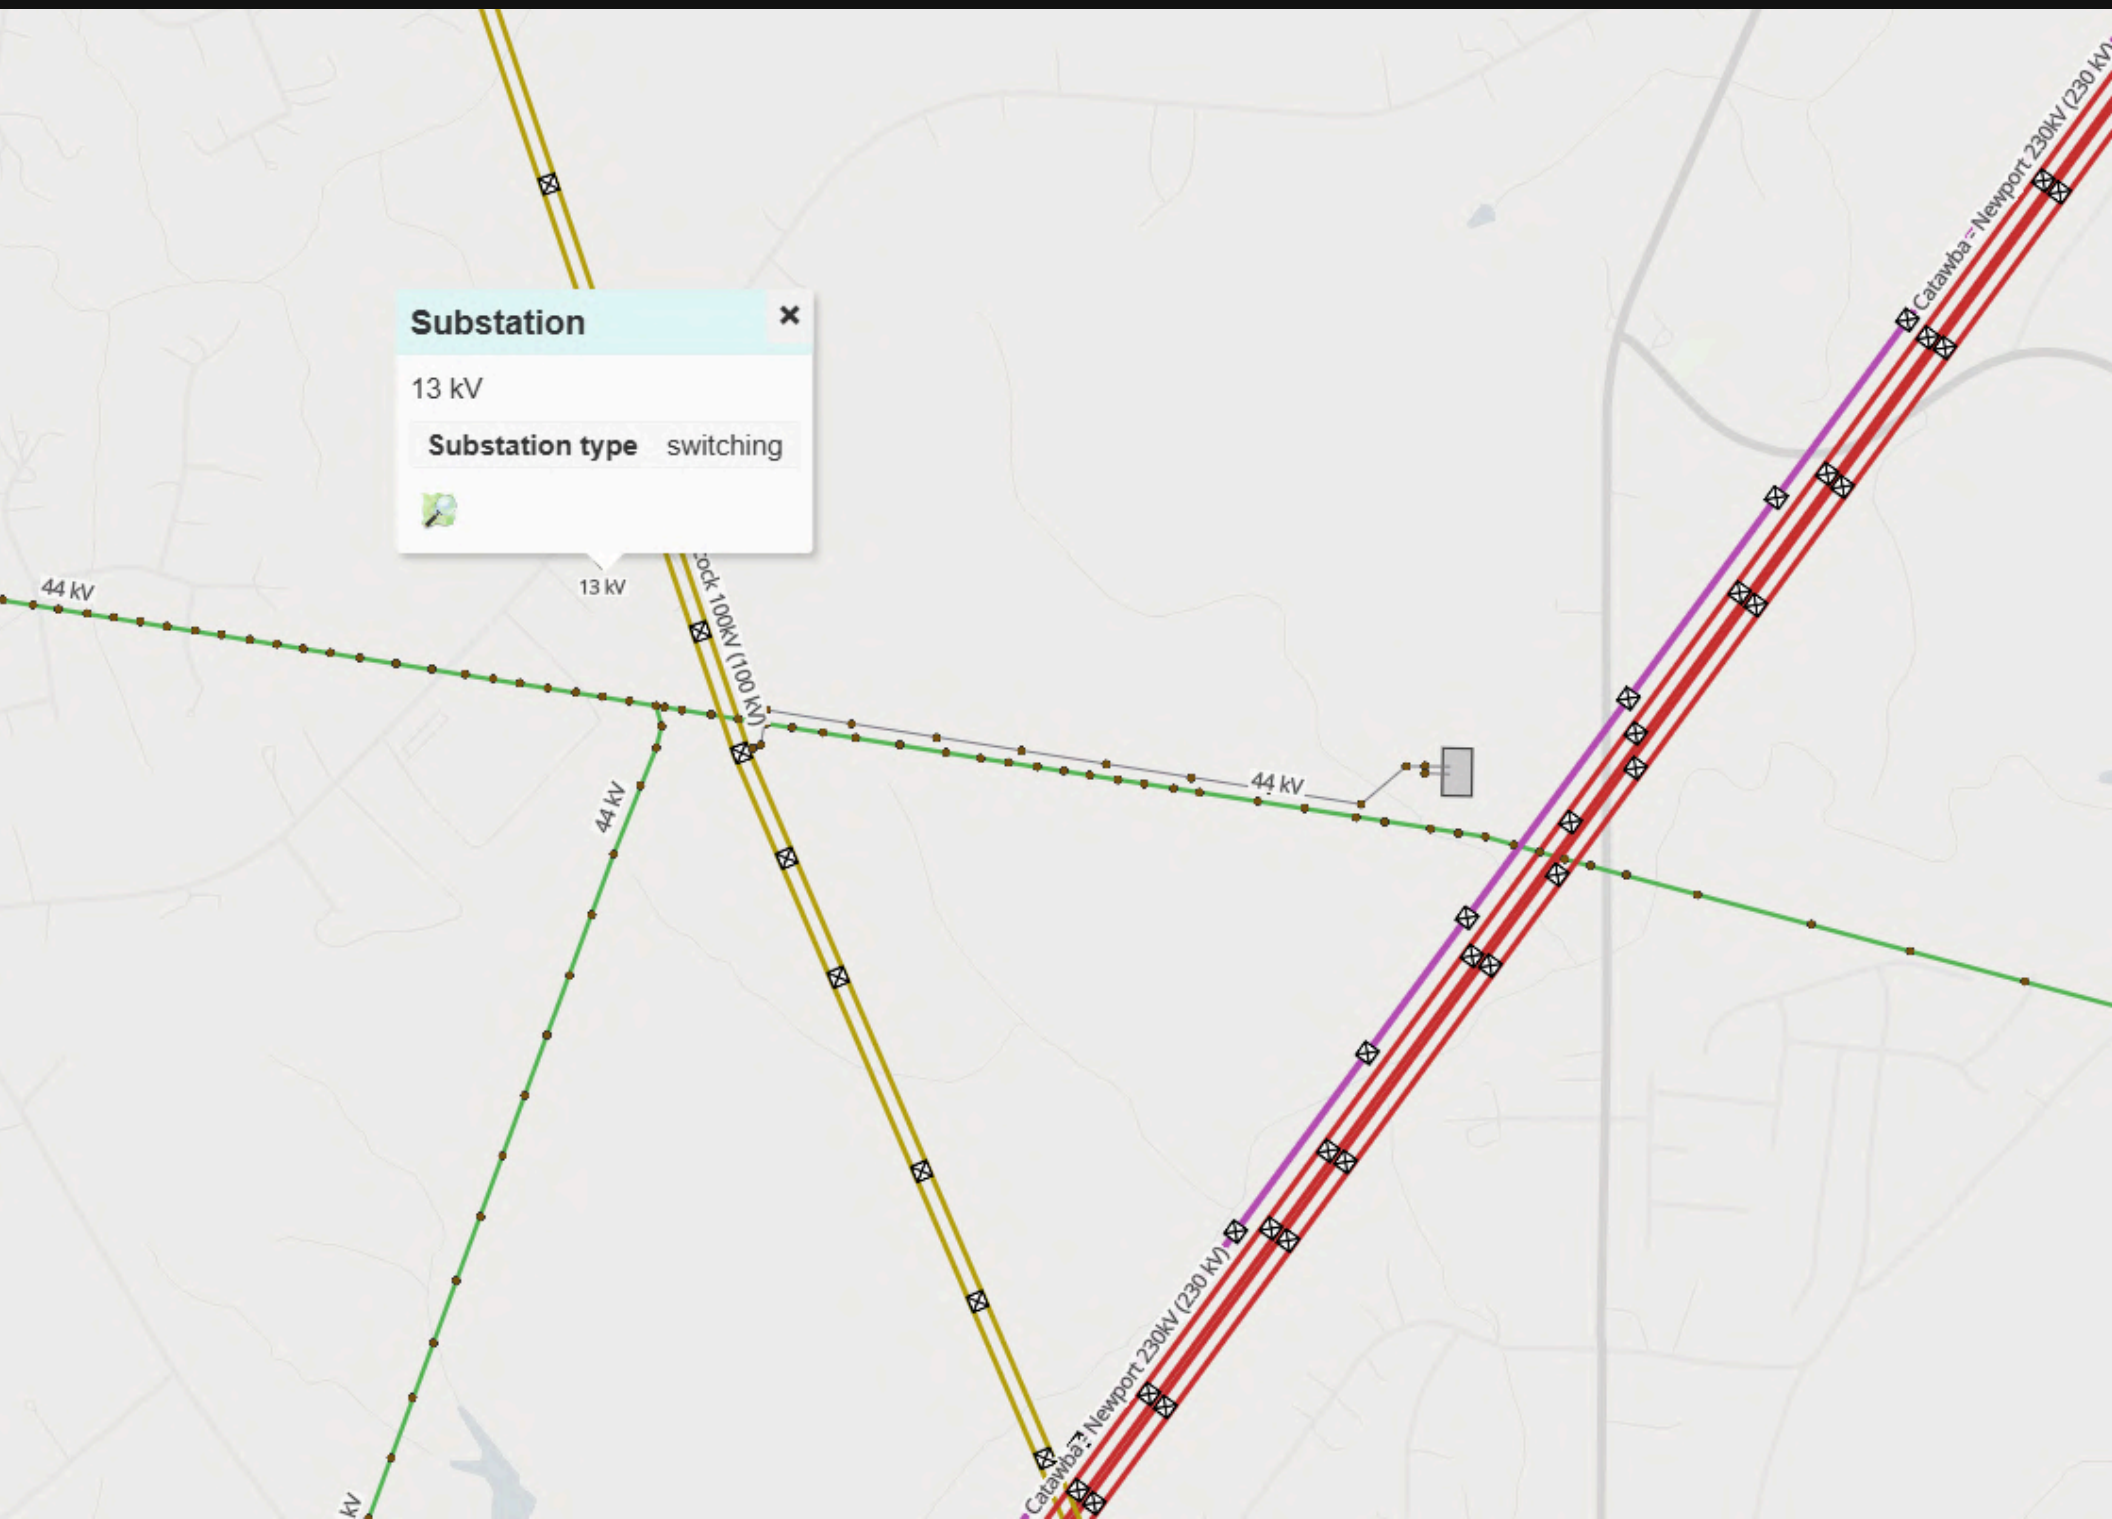 Catawba - Newport 230kV (230 kV)
Substation
13 kV
Substation type switching
13 kV
44 kV
ock 100kV (100 kV)
44 kV
44 kV
Catawba - Newport 230kV (230 kV)
kV